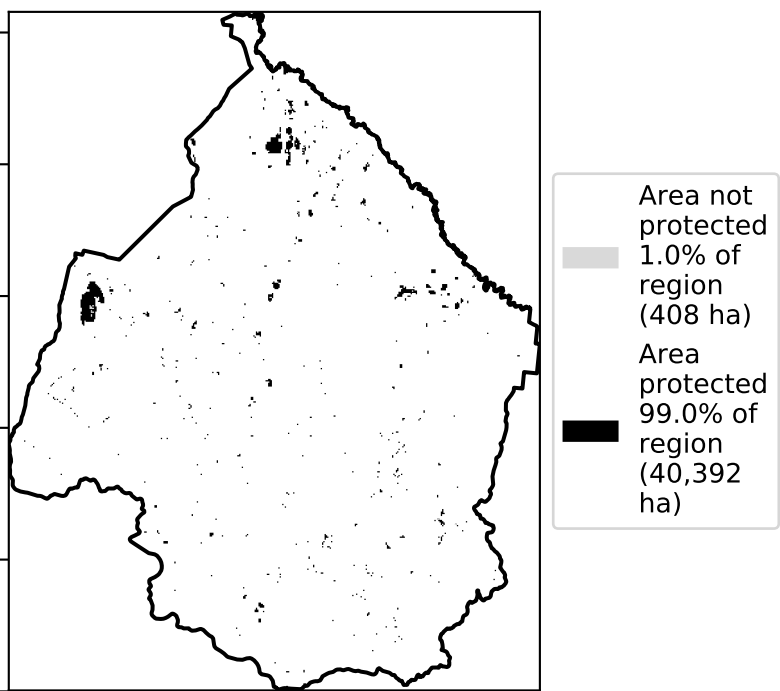 Area not
protected
1.0% of
region
(408 ha)
Area
protected
99.0% of
region
(40,392
ha)